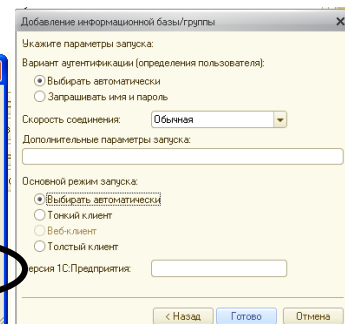 Добавление информационной базы/группы
Укажите параметры запуска:
Вариант аутентификации (определения пользователя):
Выбирать автоматически
Запрашивать имя и пароль
Скорость соединения: Обычная
Дополнительные параметры запуска:
Основной режим запуска:
Выбирать автоматически
Тонкий клиент
Веб-клиент
Толстый клиент
ерсия 1С:Предприятия:
< Назад Готово Отмена